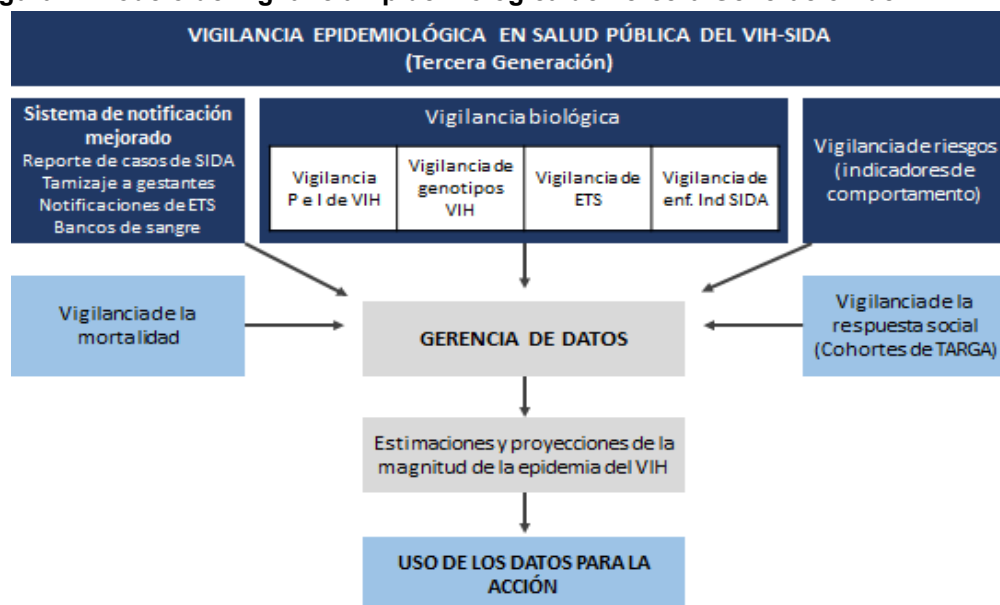 VIGILANCIA EPIDEMIOLÓGICA EN SALUD PÚBLICA DEL VIH-SIDA
(Tercera Generación)
Sistema de notificación
mejorado
Reporte de casos de SIDA
Tamizaje a gestantes
Notificaciones de ETS
Bancos de sangre
Vigilancia biológica
Vigilancia
P e I de VIH
Vigilancia de
genotipos
VIH
Vigilancia de
ETS
Vigilancia de
enf. Ind SIDA
Vigilancia de riesgos
(indicadores de
comportamento)
Vigilancia de la
mortalidad
GERENCIA DE DATOS
Vigilancia de la
respuesta social
(Cohortes de TARGA)
Estimaciones y proyecciones de la
magnitud de la epidemia del VIH
USO DE LOS DATOS PARA LA
ACCIÓN